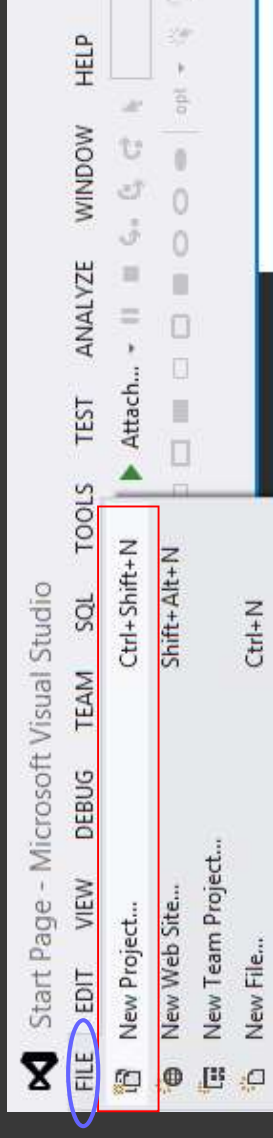 Start Page - Microsoft Visual Studio
FILE EDIT VIEW DEBUG TEAM SQL TOOLS TEST ANALYZE WINDOW HELP
New Project... Ctrl+Shift+N
Attach...
New Web Site... Shift+Alt+N
opt
New Team Project...
New File... Ctrl+N